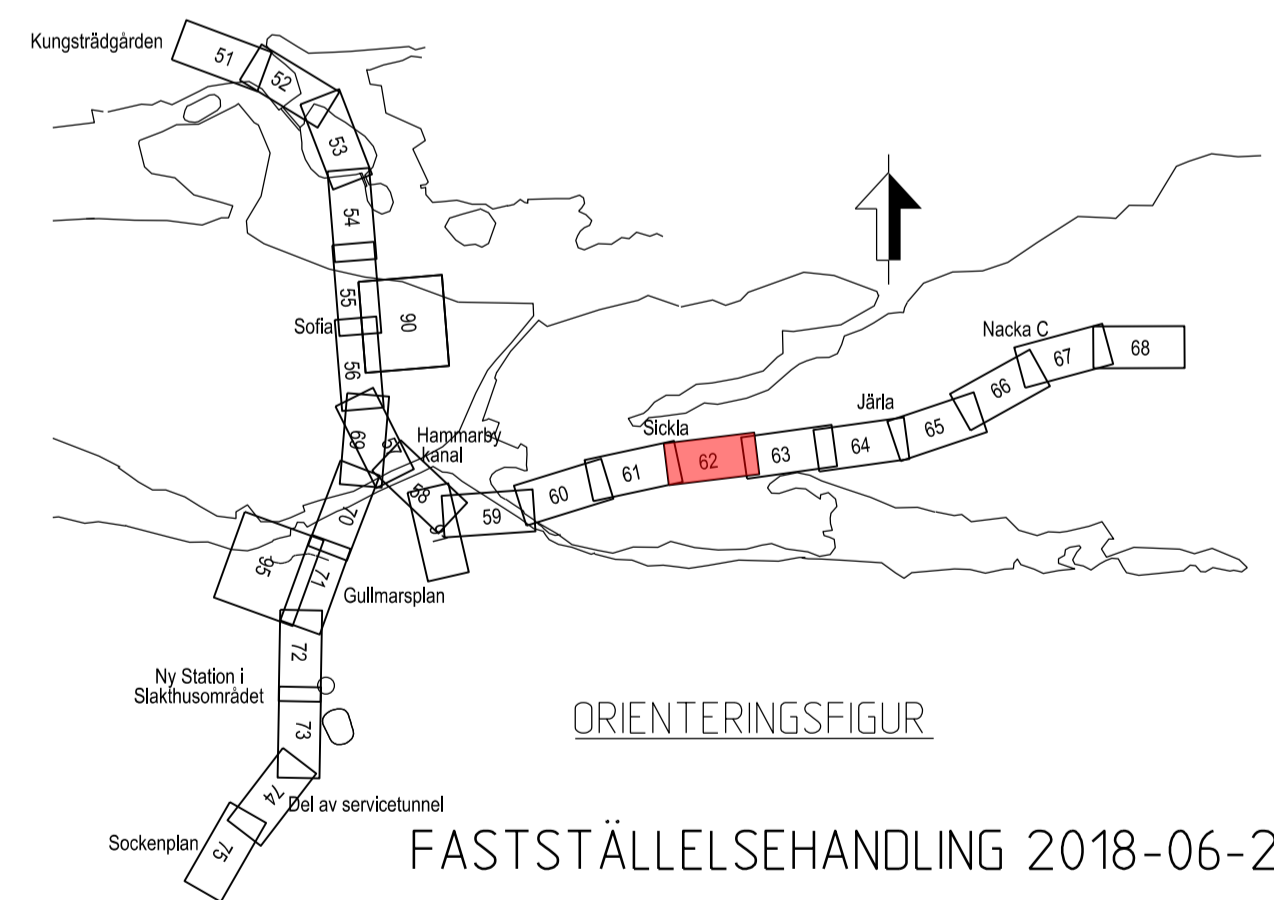 Kungsträdgården
51
52
53
54
55
90
Sofia
56
Nacka C
67
68
66
Järla
65
64
63
Sickla
62
61
60
59
Hammarby
kanal
57
58
69
70
95
71
Gullmarsplan
72
Ny Station i
Slakthusområdet
73
74
Del av servicetunnel
Sockenplan
75
ORIENTERINGSFIGUR
FASTSTÄLLELSEHANDLING 2018-06-2